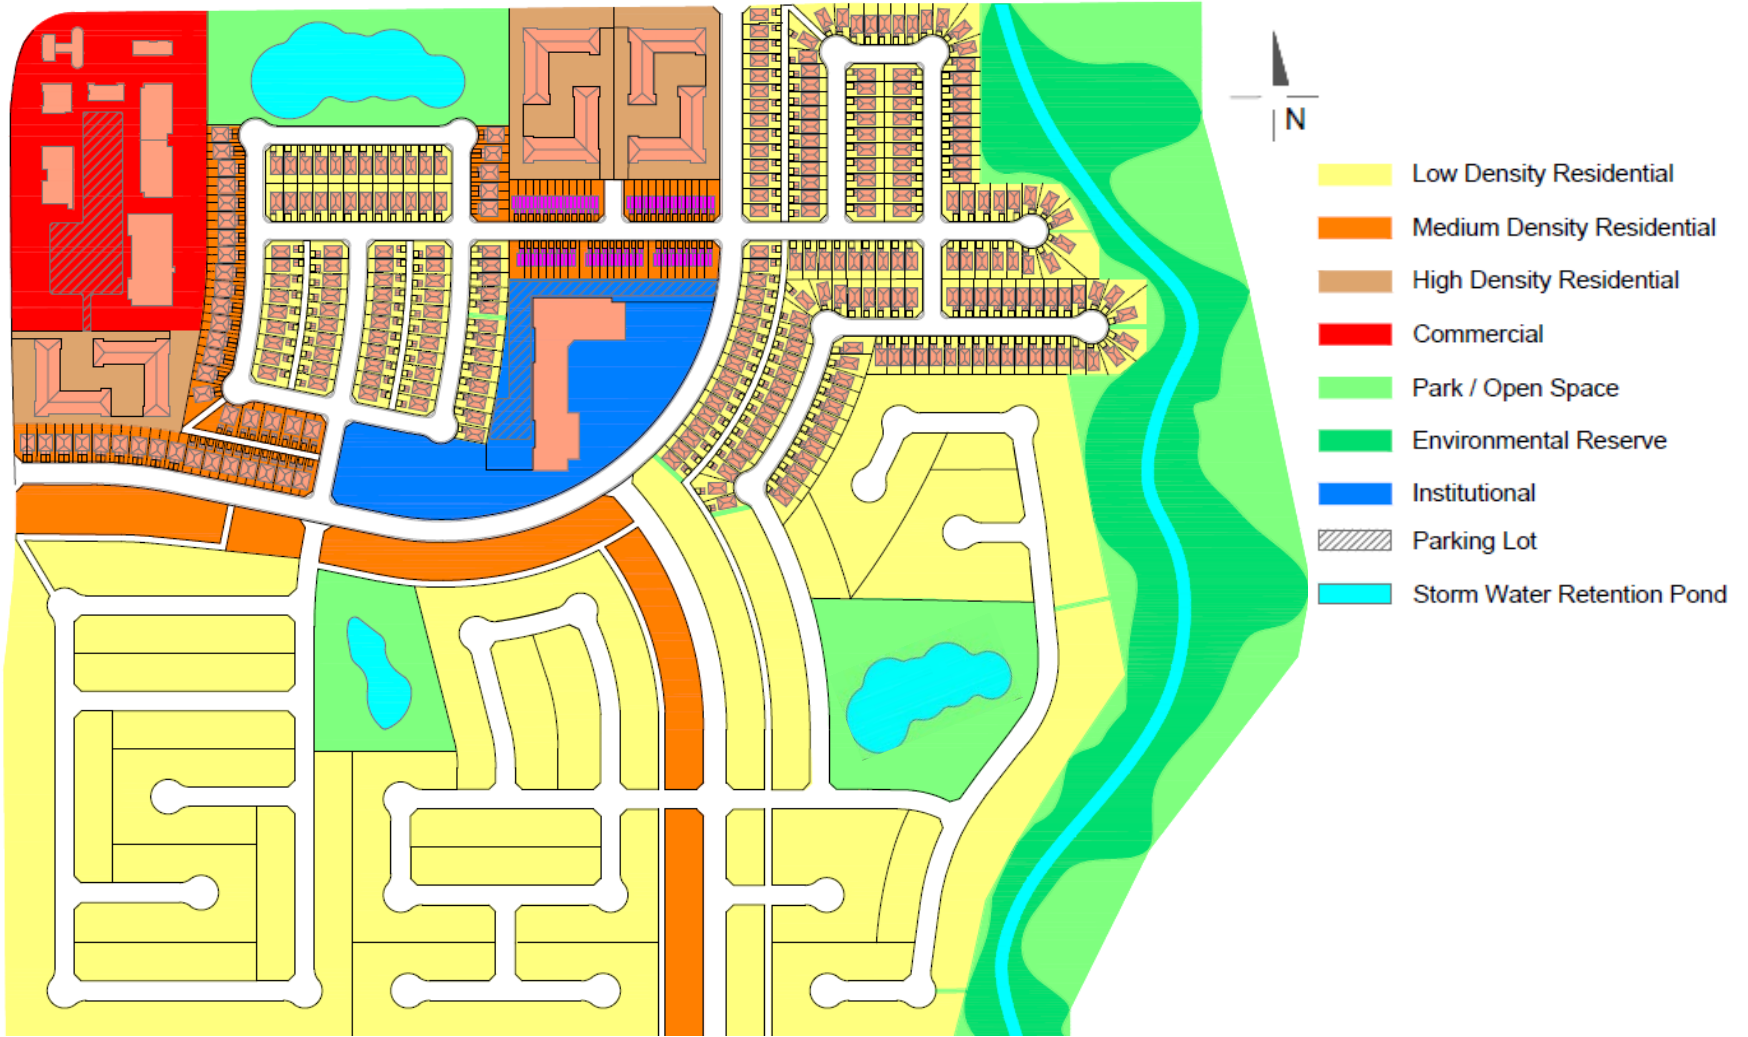 N
Low Density Residential
Medium Density Residential
High Density Residential
Commercial
Park / Open Space
Environmental Reserve
Institutional
Parking Lot
Storm Water Retention Pond